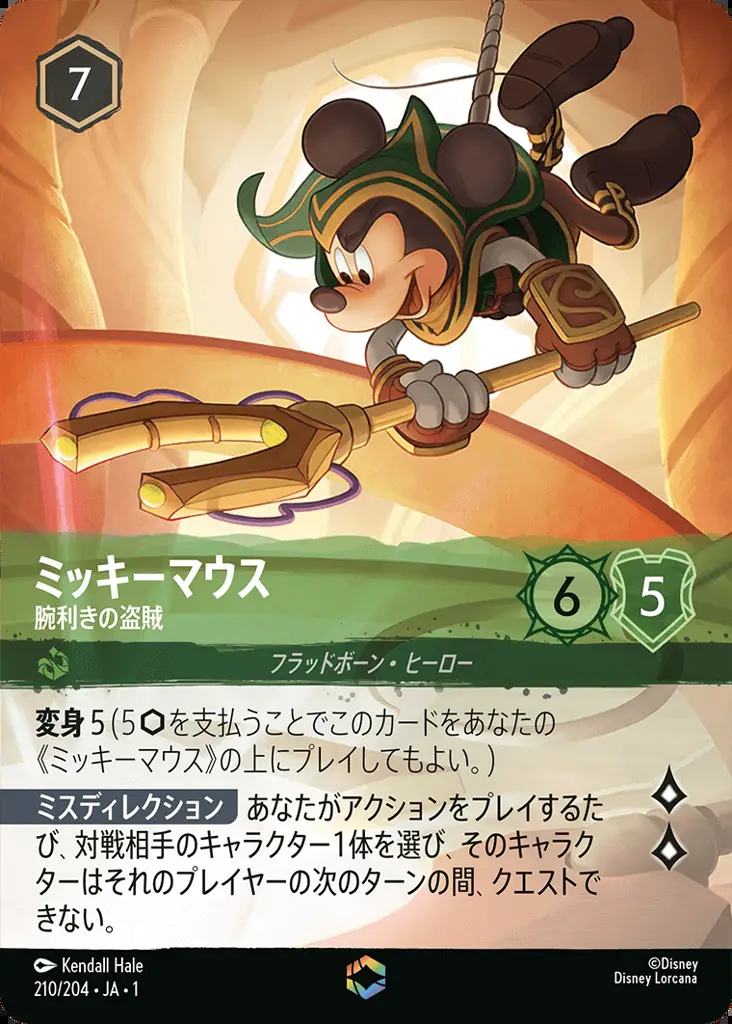 7
ミッキーマウス
腕利きの盗賊
6
5
フラッドボーン・ヒーロー
変身 5 (5⬡を支払うことでこのカードをあなたの
《ミッキーマウス》の上にプレイしてもよい。)
ミスディレクション あなたがアクションをプレイするた
び、対戦相手のキャラクター1体を選び、そのキャラク
ターはそれのプレイヤーの次のターンの間、クエストで
きない。
Kendall Hale
©Disney
210/204・JA・1
Disney Lorcana